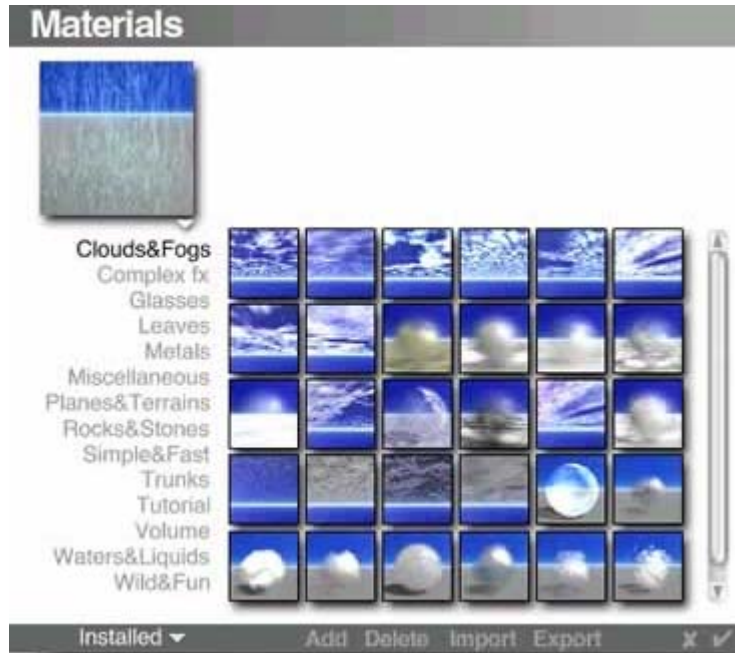 Materials
Clouds&Fogs
Complex fx
Glasses
Leaves
Metals
Miscellaneous
Planes&Terrains
Rocks&Stones
Simple&Fast
Trunks
Tutorial
Volume
Waters&Liquids
Wild&Fun
Installed Add Delete Import Export